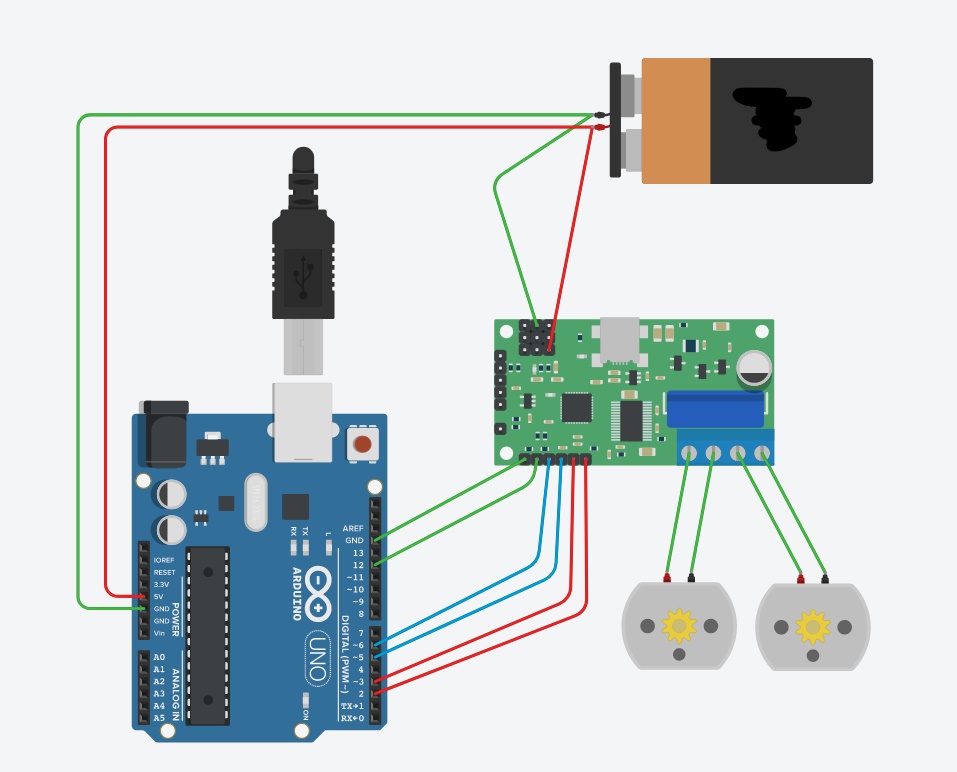 AREF
GND
13
12
~11
~10
~9
8
7
~6
~5
4
~3
2
TX→1
RX←0
DIGITAL (PWM~)
RX
TX
L
ARDUINO
UNO
ON
IOREF
RESET
3.3V
5V
GND
GND
Vin
POWER
A0
A1
A2
A3
A4
A5
ANALOG IN